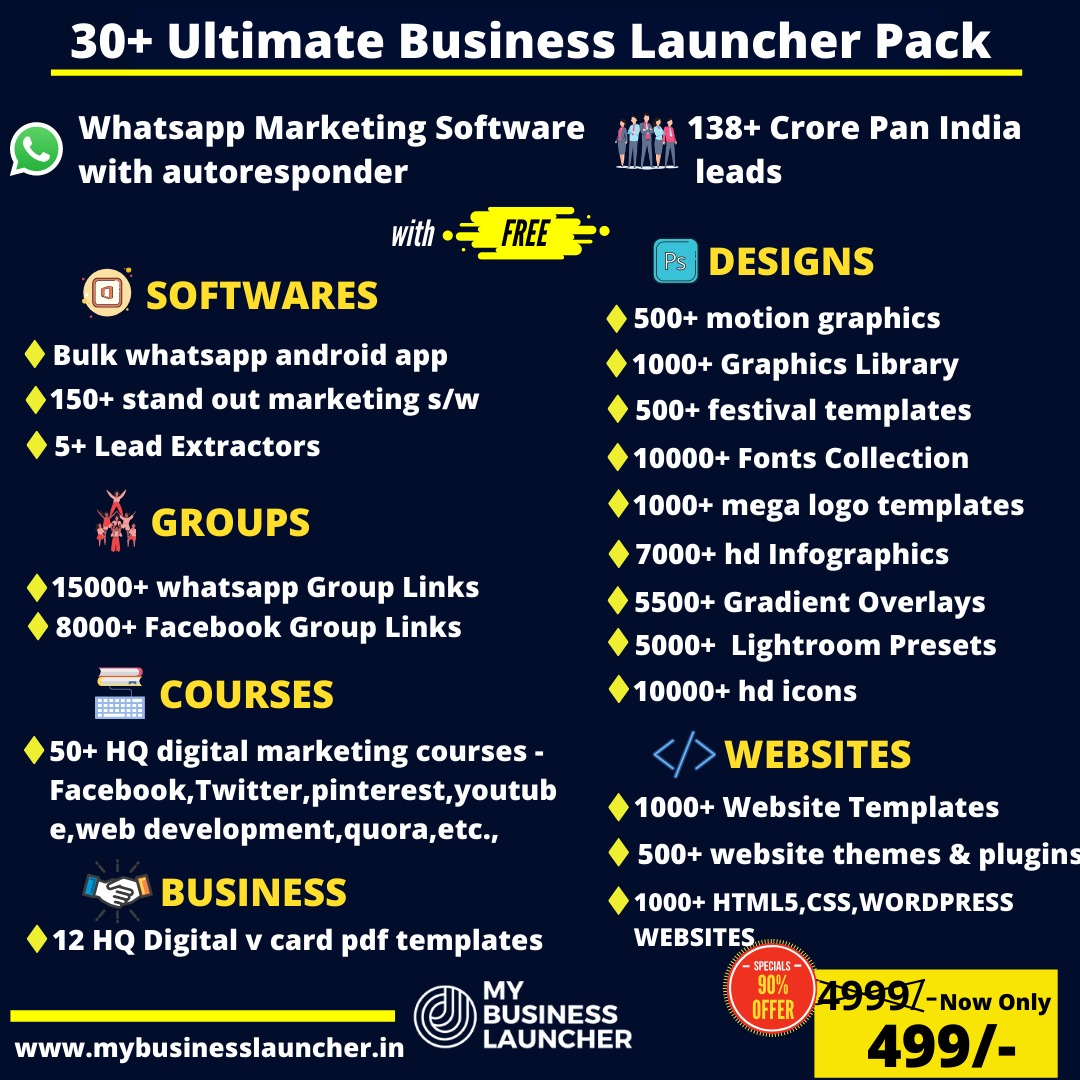 30+ Ultimate Business Launcher Pack
Whatsapp Marketing Software
with autoresponder
138+ Crore Pan India
leads
with FREE
SOFTWARES
Bulk whatsapp android app
150+ stand out marketing s/w
5+ Lead Extractors
GROUPS
15000+ whatsapp Group Links
8000+ Facebook Group Links
COURSES
50+ HQ digital marketing courses -
Facebook,Twitter,pinterest,youtub
e,web development,quora,etc.,
BUSINESS
12 HQ Digital v card pdf templates
Ps DESIGNS
500+ motion graphics
1000+ Graphics Library
500+ festival templates
10000+ Fonts Collection
1000+ mega logo templates
7000+ hd Infographics
5500+ Gradient Overlays
5000+ Lightroom Presets
10000+ hd icons
</> WEBSITES
1000+ Website Templates
500+ website themes & plugins
1000+ HTML5,CSS,WORDPRESS
WEBSITES
SPECIALS
90%
OFFER
4999/- Now Only
499/-
MY
BUSINESS
LAUNCHER
www.mybusinesslauncher.in